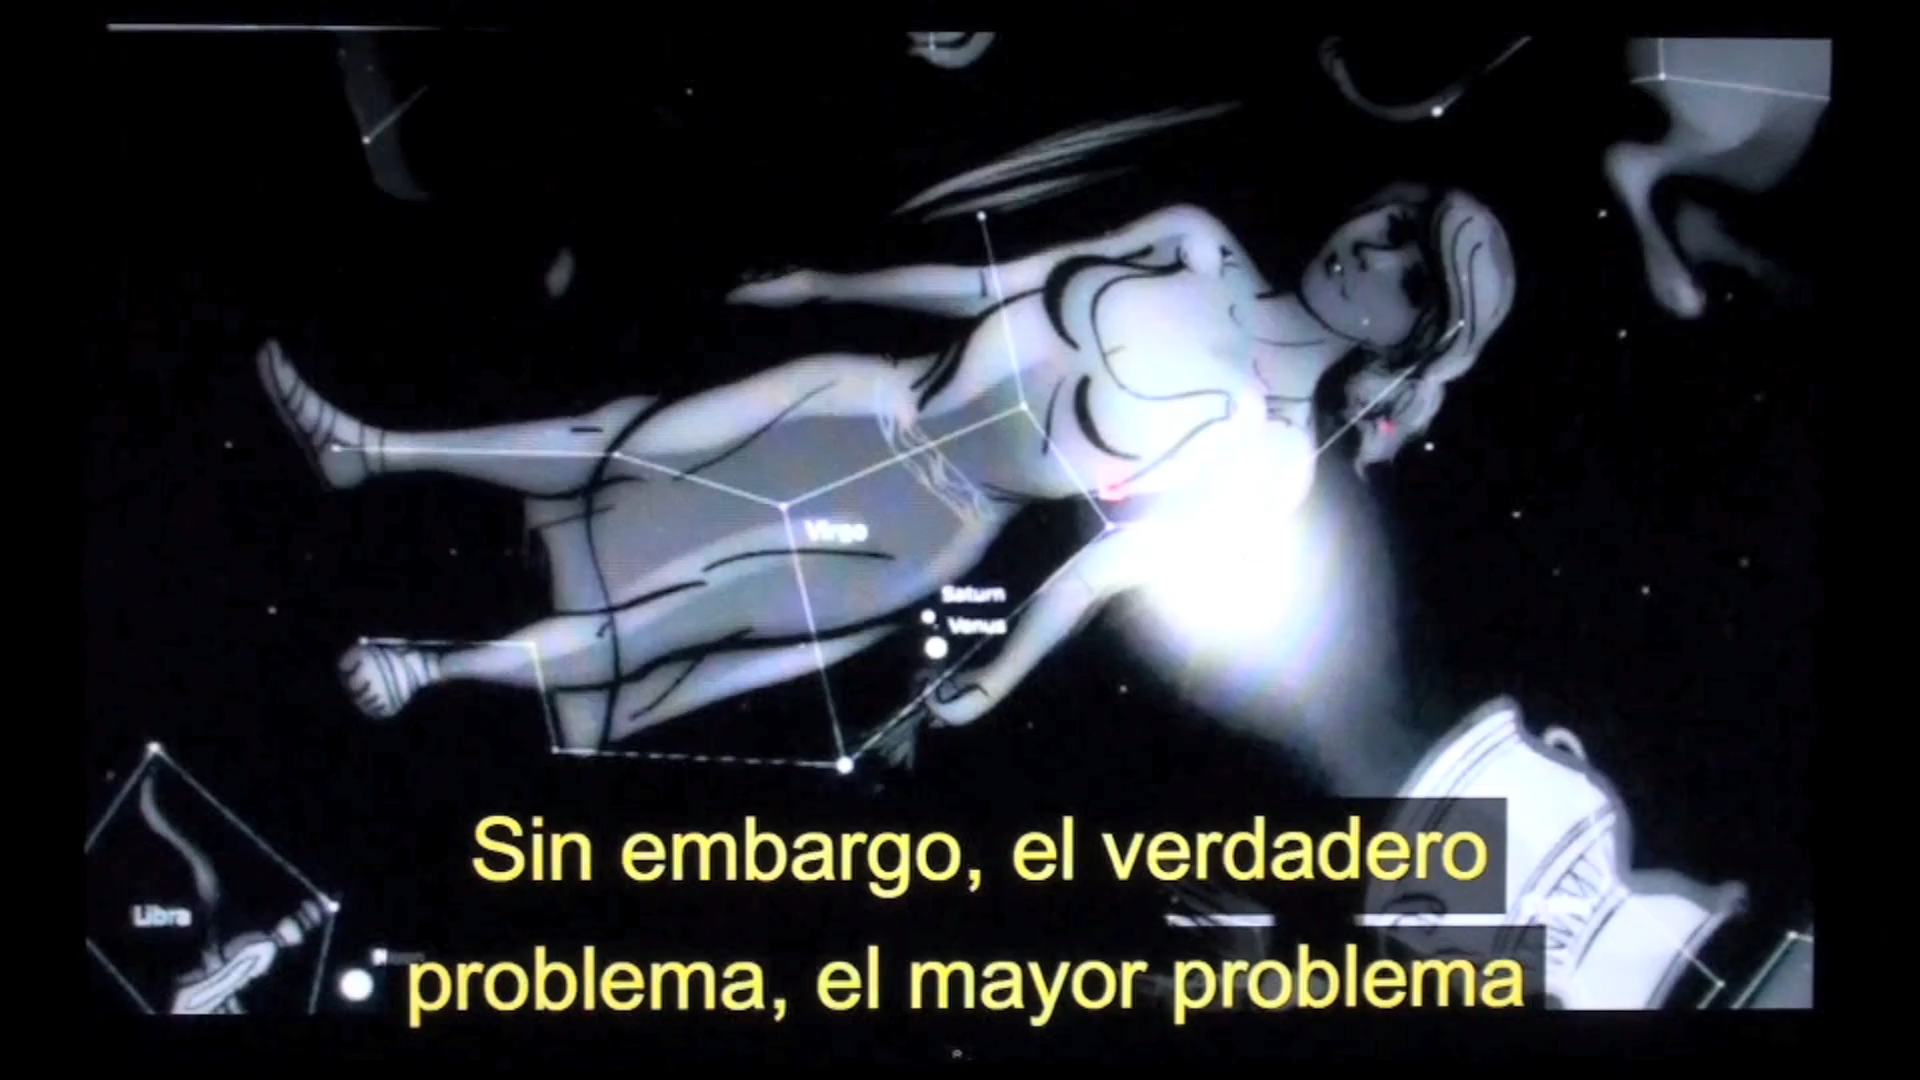 Virgo
Saturn
Venus
Libra
Sin embargo, el verdadero
problema, el mayor problema